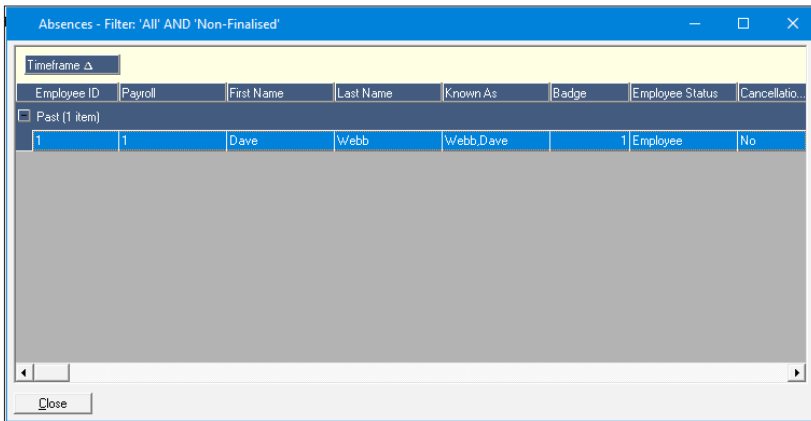 Absences - Filter: 'All' AND 'Non-Finalised'
Timeframe
Employee ID Payroll First Name Last Name Known As Badge Employee Status Cancellatio...
Past (1 item)
1 1 Dave Webb Webb,Dave 1 Employee No
Close